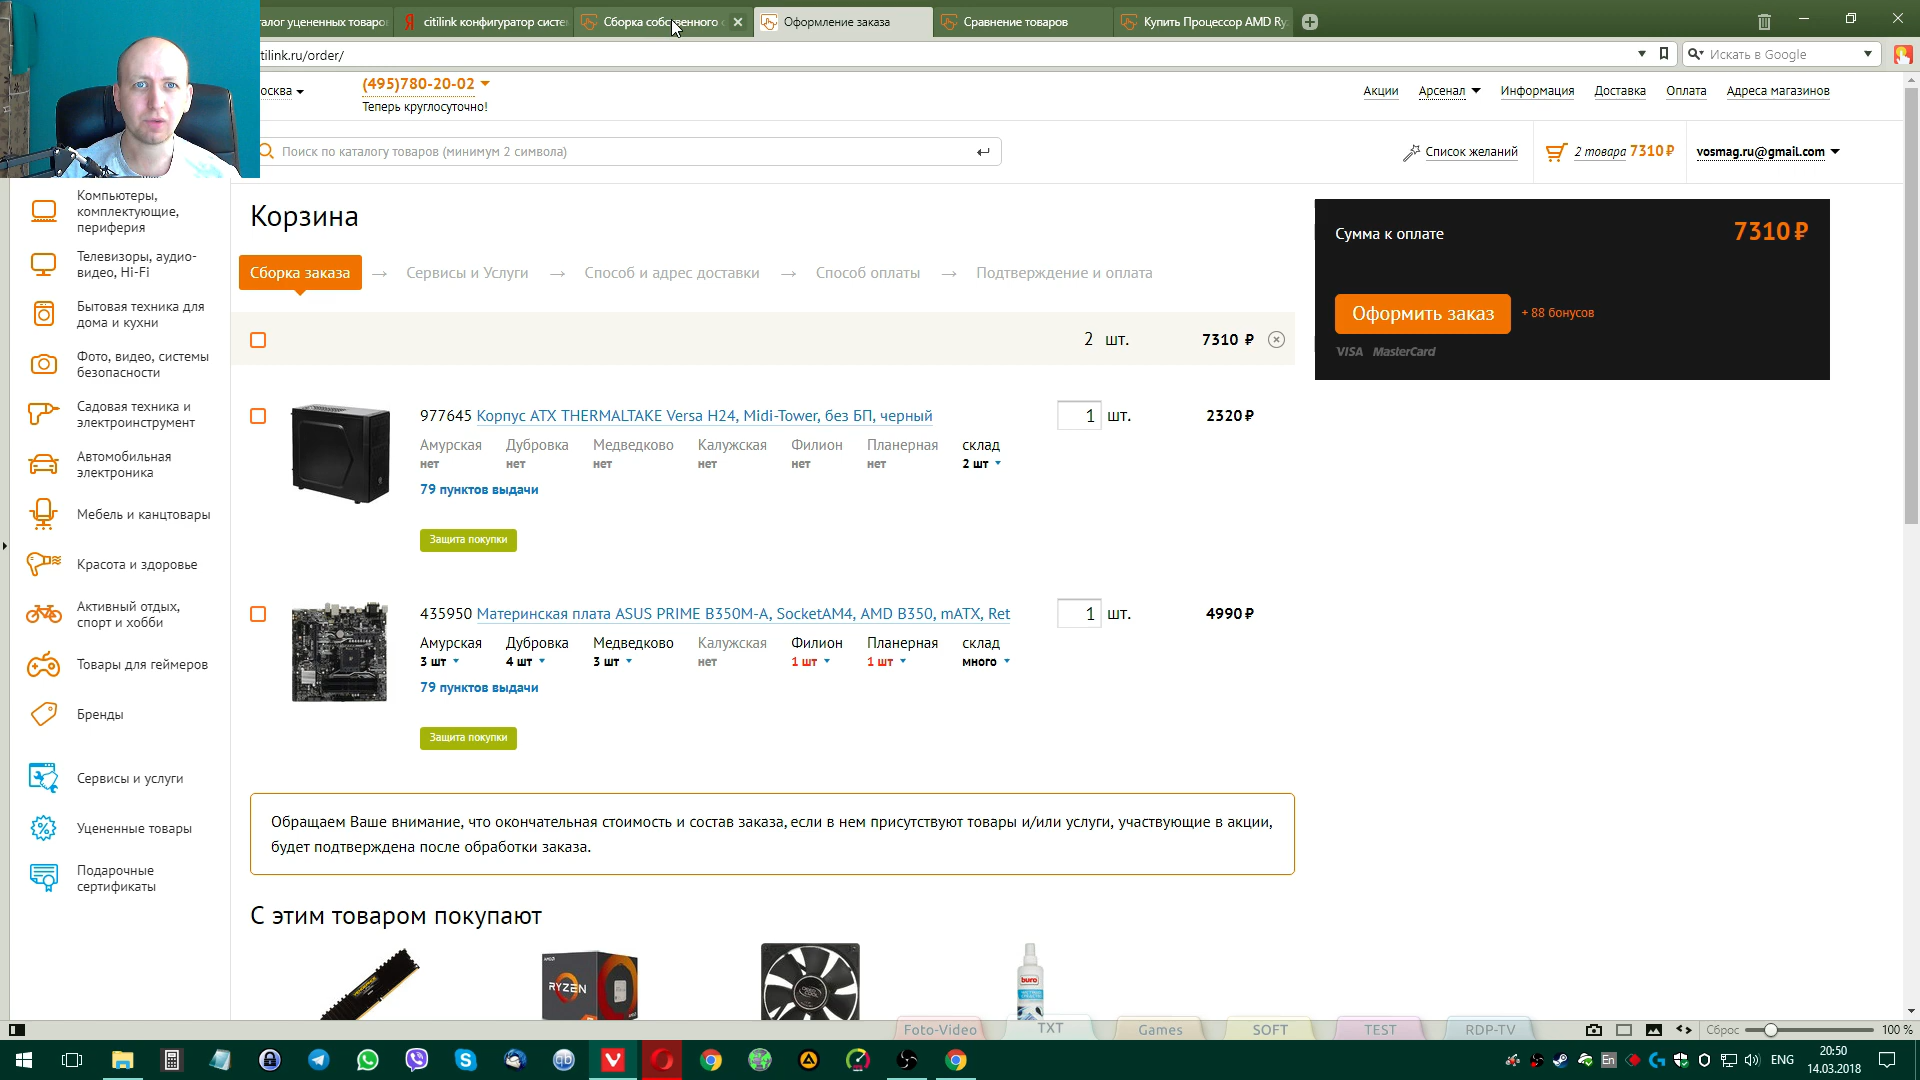 талог уцененных товаро
citilink конфигуратор систе
Сборка собственного
Оформление заказа
Сравнение товаров
Купить Процессор AMD Ry
tilink.ru/order/
Искать в Google
осква
(495)780-20-02
Теперь круглосуточно!
Акции
Арсенал
Информация
Доставка
Оплата
Адреса магазинов
Поиск по каталогу товаров (минимум 2 символа)
Список желаний
2 товара 7310 ₽
vosmag.ru@gmail.com
Компьютеры,
комплектующие,
периферия
Телевизоры, аудио-
видео, Hi-Fi
Бытовая техника для
дома и кухни
Фото, видео, системы
безопасности
Садовая техника и
электроинструмент
Автомобильная
электроника
Мебель и канцтовары
Красота и здоровье
Активный отдых,
спорт и хобби
Товары для геймеров
Бренды
Сервисы и услуги
Уцененные товары
Подарочные
сертификаты
Корзина
Сборка заказа → Сервисы и Услуги → Способ и адрес доставки → Способ оплаты → Подтверждение и оплата
2 шт. 7310 ₽
977645 Корпус ATX THERMALTAKE Versa H24, Midi-Tower, без БП, черный
1 шт. 2320 ₽
Амурская Дубровка Медведково Калужская Филион Планерная склад
нет нет нет нет нет нет 2 шт
79 пунктов выдачи
Защита покупки
435950 Материнская плата ASUS PRIME B350M-A, SocketAM4, AMD B350, mATX, Ret
1 шт. 4990 ₽
Амурская Дубровка Медведково Калужская Филион Планерная склад
3 шт 4 шт 3 шт нет 1 шт 1 шт много
79 пунктов выдачи
Защита покупки
Обращаем Ваше внимание, что окончательная стоимость и состав заказа, если в нем присутствуют товары и/или услуги, участвующие в акции,
будет подтверждена после обработки заказа.
С этим товаром покупают
AMD
RYZEN
buro
Сумма к оплате 7310 ₽
Оформить заказ + 88 бонусов
VISA MasterCard
Foto-Video
TXT
Games
SOFT
TEST
RDP-TV
Сброс
100 %
En
ENG
20:50
14.03.2018